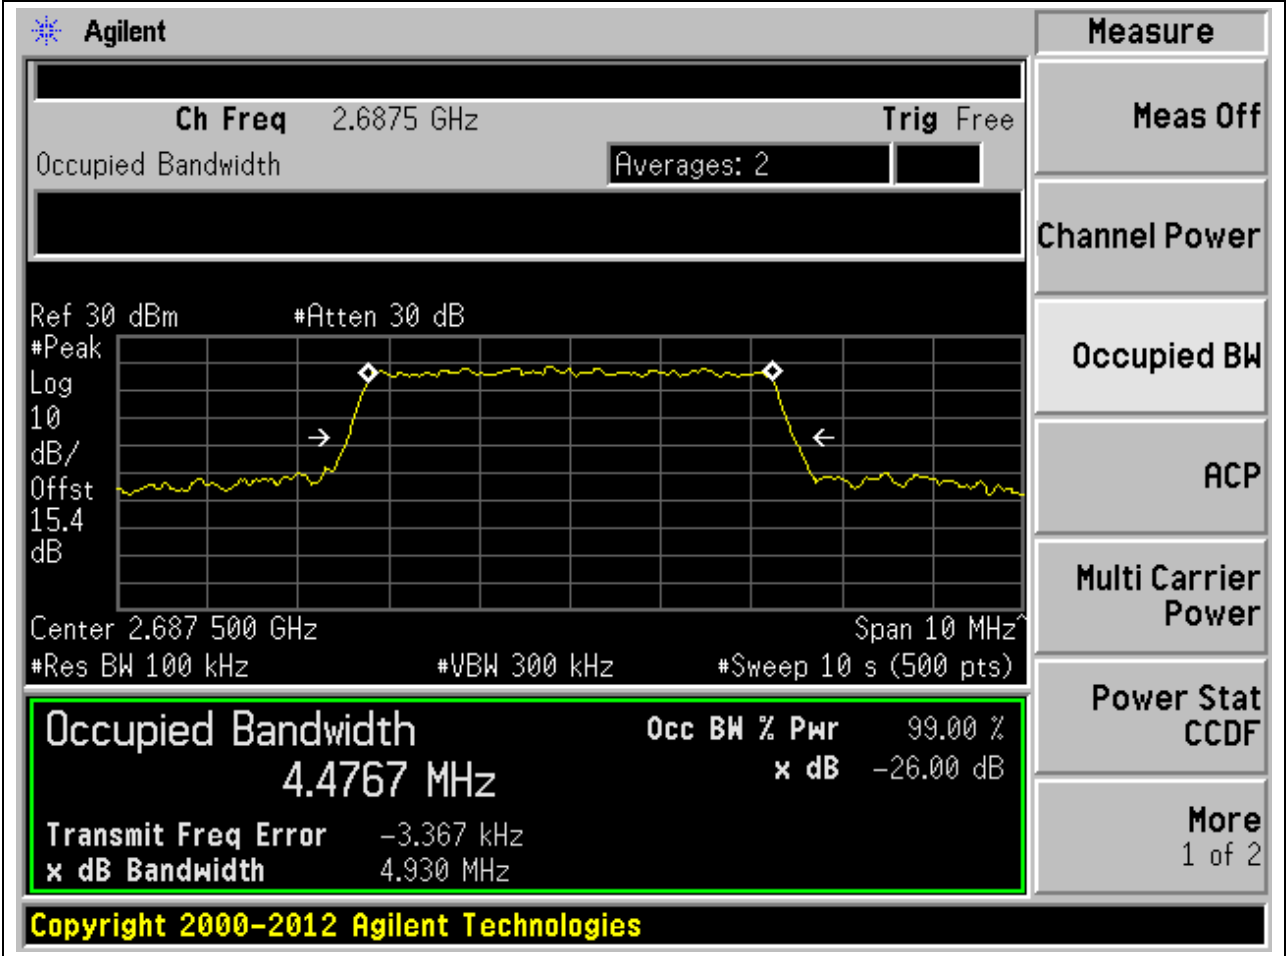 Agilent
Measure
Ch Freq 2.6875 GHz Trig Free
Occupied Bandwidth Averages: 2
Ref 30 dBm #Atten 30 dB
#Peak
Log
10
dB/
Offst
15.4
dB
Center 2.687 500 GHz Span 10 MHz^
#Res BW 100 kHz #VBW 300 kHz #Sweep 10 s (500 pts)
Occupied Bandwidth Occ BW % Pwr 99.00 %
4.4767 MHz x dB -26.00 dB
Transmit Freq Error -3.367 kHz
x dB Bandwidth 4.930 MHz
Meas Off
Channel Power
Occupied BW
ACP
Multi Carrier
Power
Power Stat
CCDF
More
1 of 2
Copyright 2000-2012 Agilent Technologies